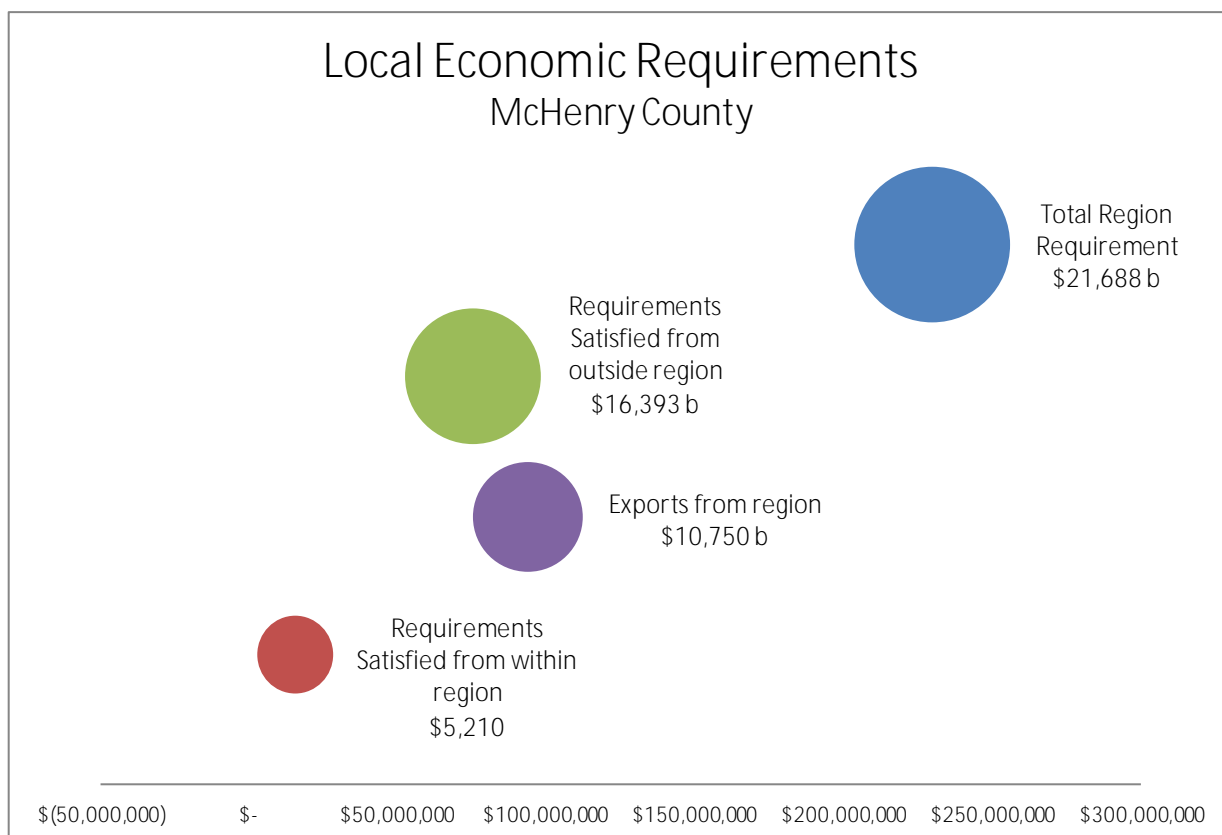 Local Economic Requirements
McHenry County
Total Region
Requirement
$21,688 b
Requirements
Satisfied from
outside region
$16,393 b
Exports from region
$10,750 b
Requirements
Satisfied from within
region
$5,210
$(50,000,000) $- $50,000,000 $100,000,000 $150,000,000 $200,000,000 $250,000,000 $300,000,000